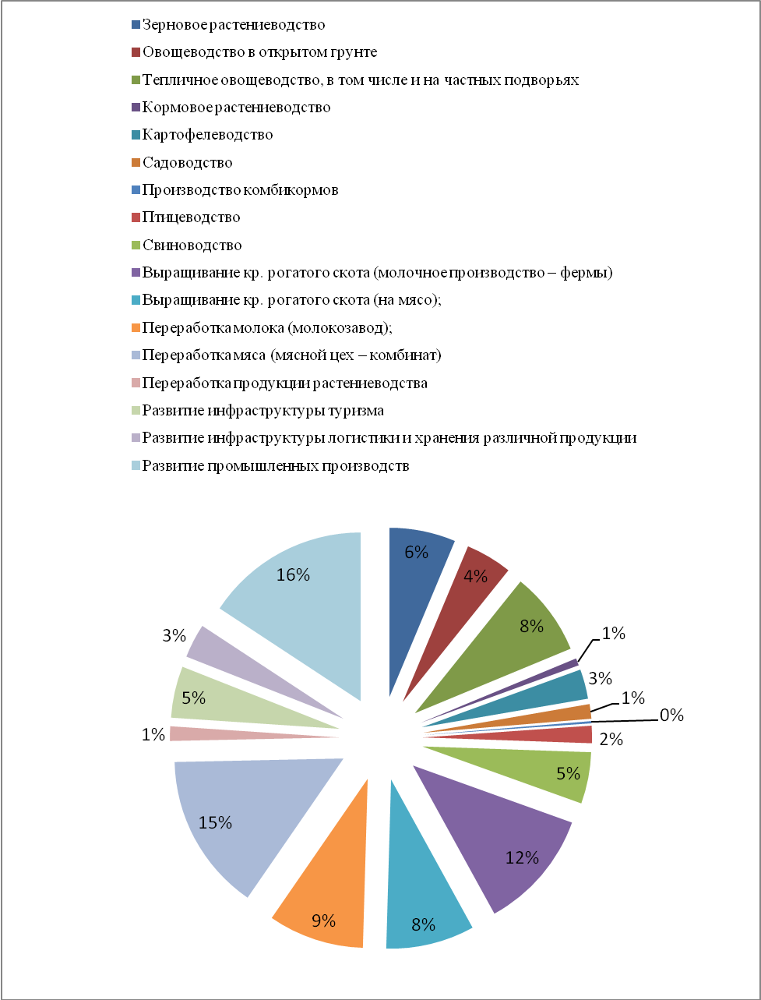 Зерновое растениеводство
Овощеводство в открытом грунте
Тепличное овощеводство, в том числе и на частных подворьях
Кормовое растениеводство
Картофелеводство
Садоводство
Производство комбикормов
Птицеводство
Свиноводство
Выращивание кр. рогатого скота (молочное производство – фермы)
Выращивание кр. рогатого скота (на мясо);
Переработка молока (молокозавод);
Переработка мяса (мясной цех – комбинат)
Переработка продукции растениеводства
Развитие инфраструктуры туризма
Развитие инфраструктуры логистики и хранения различной продукции
Развитие промышленных производств
6%
4%
8%
1%
3%
1%
0%
2%
5%
12%
8%
9%
15%
1%
5%
3%
16%